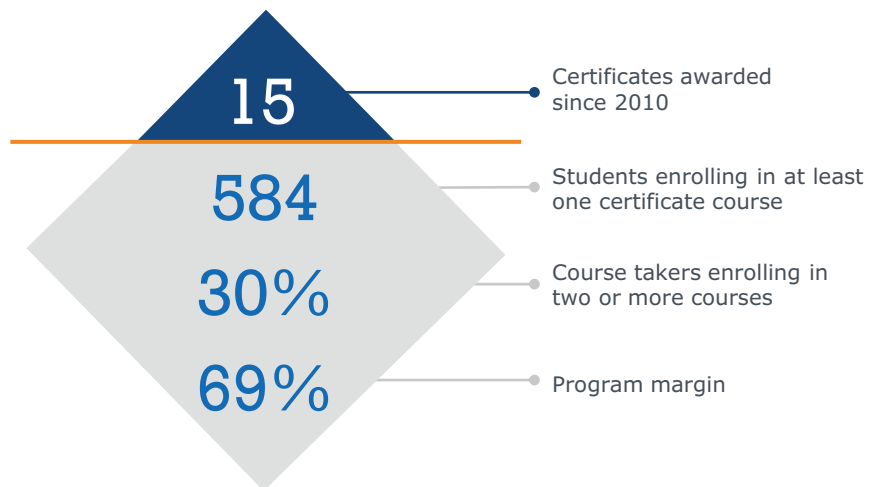 15
Certificates awarded
since 2010
584
Students enrolling in at least
one certificate course
30%
Course takers enrolling in
two or more courses
69%
Program margin